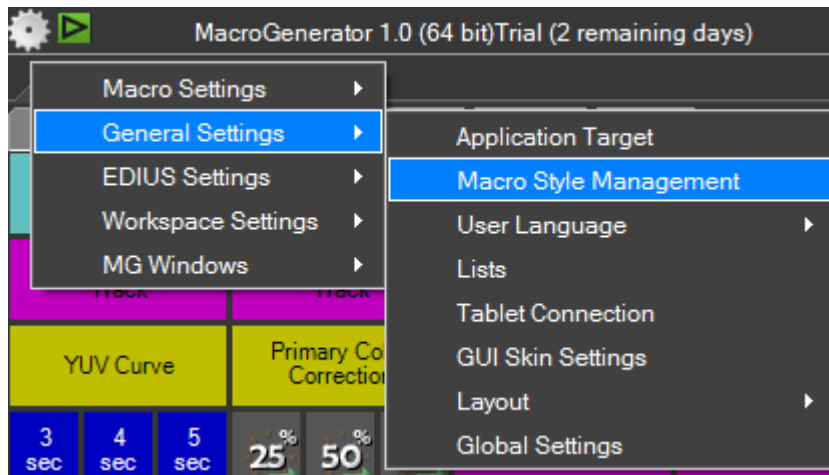 MacroGenerator 1.0 (64 bit)Trial (2 remaining days)
Macro Settings
General Settings
EDIUS Settings
Workspace Settings
MG Windows
Application Target
Macro Style Management
User Language
Lists
Tablet Connection
GUI Skin Settings
Layout
Global Settings
YUV Curve
3 sec
4 sec
5 sec
25%
50%